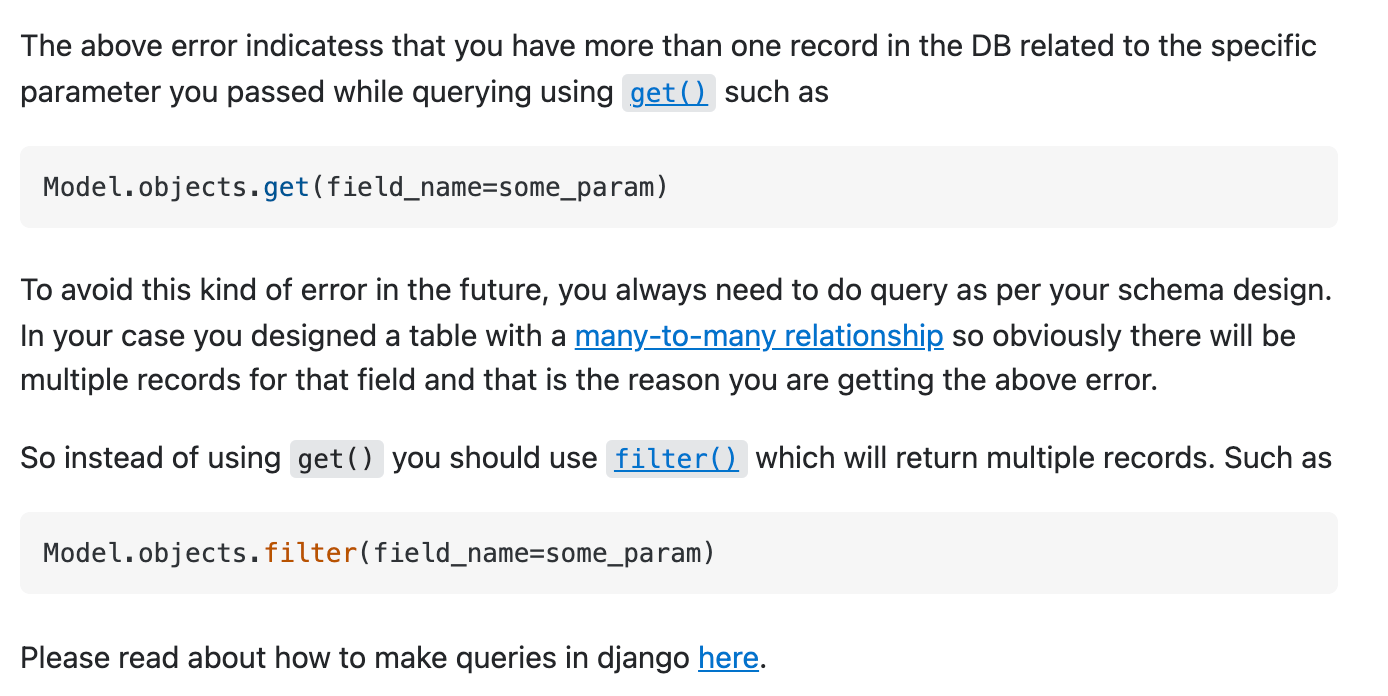 The above error indicatess that you have more than one record in the DB related to the specific
parameter you passed while querying using get() such as
Model.objects.get(field_name=some_param)
To avoid this kind of error in the future, you always need to do query as per your schema design.
In your case you designed a table with a many-to-many relationship so obviously there will be
multiple records for that field and that is the reason you are getting the above error.
So instead of using get() you should use filter() which will return multiple records. Such as
Model.objects.filter(field_name=some_param)
Please read about how to make queries in django here.